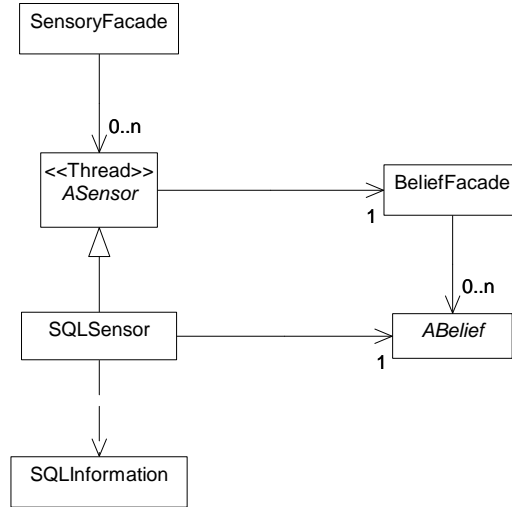 SensoryFacade
0..n
<<Thread>>
ASensor
BeliefFacade
1
0..n
SQLSensor
ABelief
1
SQLInformation